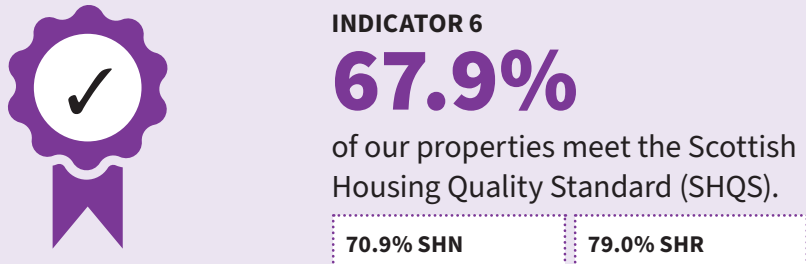 INDICATOR 6
67.9%
of our properties meet the Scottish
Housing Quality Standard (SHQS).
70.9% SHN
79.0% SHR